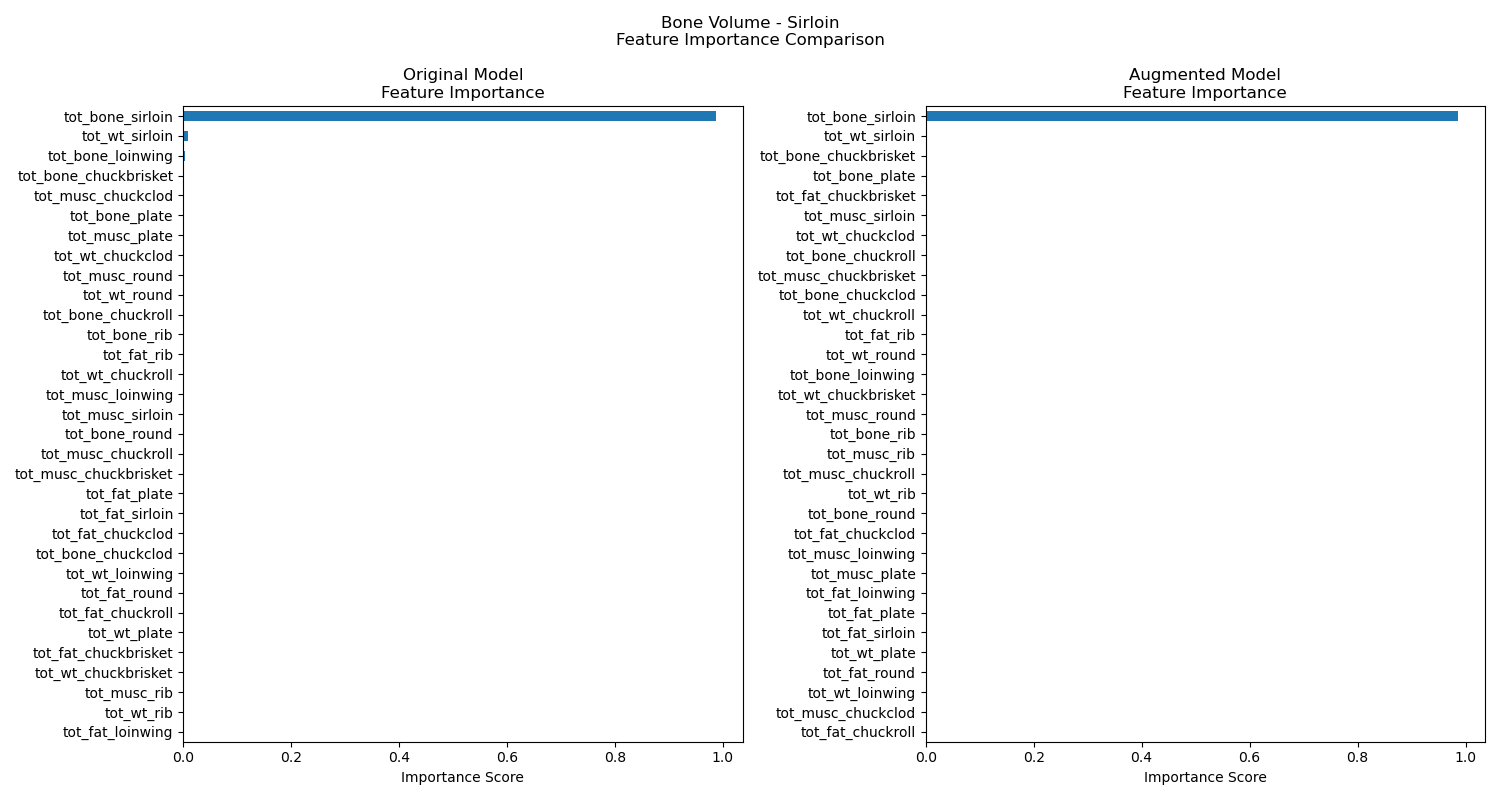 Bone Volume - Sirloin
Feature Importance Comparison
Original Model
Feature Importance
tot_bone_sirloin
tot_wt_sirloin
tot_bone_loinwing
tot_bone_chuckbrisket
tot_musc_chuckclod
tot_bone_plate
tot_musc_plate
tot_wt_chuckclod
tot_musc_round
tot_wt_round
tot_bone_chuckroll
tot_bone_rib
tot_fat_rib
tot_wt_chuckroll
tot_musc_loinwing
tot_musc_sirloin
tot_bone_round
tot_musc_chuckroll
tot_musc_chuckbrisket
tot_fat_plate
tot_fat_sirloin
tot_fat_chuckclod
tot_bone_chuckclod
tot_wt_loinwing
tot_fat_round
tot_fat_chuckroll
tot_wt_plate
tot_fat_chuckbrisket
tot_wt_chuckbrisket
tot_musc_rib
tot_wt_rib
tot_fat_loinwing
0.0 0.2 0.4 0.6 0.8 1.0
Importance Score
Augmented Model
Feature Importance
tot_bone_sirloin
tot_wt_sirloin
tot_bone_chuckbrisket
tot_bone_plate
tot_fat_chuckbrisket
tot_musc_sirloin
tot_wt_chuckclod
tot_bone_chuckroll
tot_musc_chuckbrisket
tot_bone_chuckclod
tot_wt_chuckroll
tot_fat_rib
tot_wt_round
tot_bone_loinwing
tot_wt_chuckbrisket
tot_musc_round
tot_bone_rib
tot_musc_rib
tot_musc_chuckroll
tot_wt_rib
tot_bone_round
tot_fat_chuckclod
tot_musc_loinwing
tot_musc_plate
tot_fat_loinwing
tot_fat_plate
tot_fat_sirloin
tot_wt_plate
tot_fat_round
tot_wt_loinwing
tot_musc_chuckclod
tot_fat_chuckroll
0.0 0.2 0.4 0.6 0.8 1.0
Importance Score